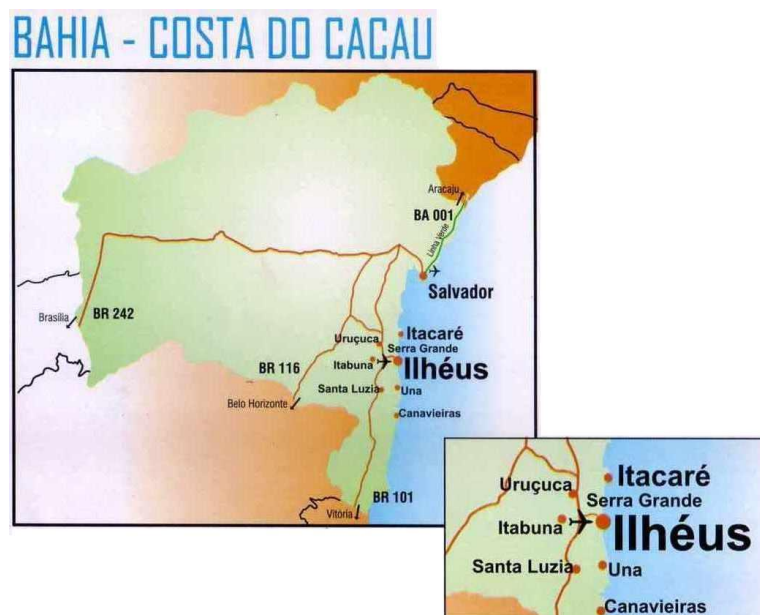 BAHIA - COSTA DO CACAU
Aracaju
BA 001
Linha Verde
Salvador
Brasília
BR 242
Uruçuca
Itacaré
Serra Grande
Itabuna
Ilhéus
BR 116
Santa Luzia
Una
Belo Horizonte
Canavieiras
BR 101
Vitória
Uruçuca
Itacaré
Serra Grande
Itabuna
Ilhéus
Santa Luzia
Una
Canavieiras